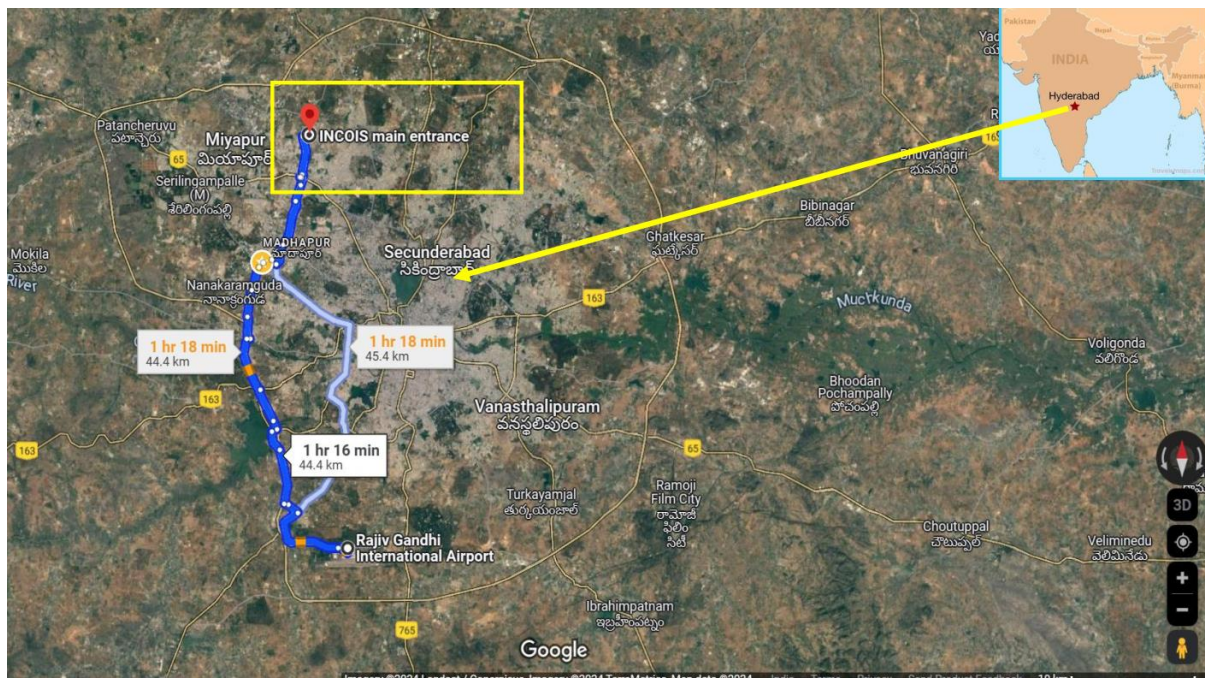 Pakistan
Nepal
Bhutan
INDIA
Myanmar
(Burma)
Hyderabad
Patancheruvu
పటాన్చెరు
Miyapur
మియాపూర్
65
INCOIS main entrance
Serilingampalle
(M)
శేరిలింగంపల్లి
Bhuvanagiri
భువనగిరి
Bibinagar
బీబీనగర్
Ghatkesar
ఘట్కేసర్
MADHAPUR
మాదాపూర్
Secunderabad
సికింద్రాబాద్
Mokila
మొకిల
River
Nanakaramguda
నానాక్రంగుడ
163
Muchkunda
1 hr 18 min
44.4 km
1 hr 18 min
45.4 km
Voligonda
వలిగొండ
Bhoodan
Pochampally
పోచంపల్లి
163
Vanasthalipuram
వనస్థలిపురం
163
65
1 hr 16 min
44.4 km
Turkayamjal
తుర్కయంజాల్
Ramoji
Film City
రామోజీ
ఫిలిం
సిటీ
3D
Choutuppal
చౌటుప్పల్
Veliminedu
వెలిమినేడు
Rajiv Gandhi
International Airport
Ibrahimpatnam
ఇబ్రహీంపట్నం
765
Google